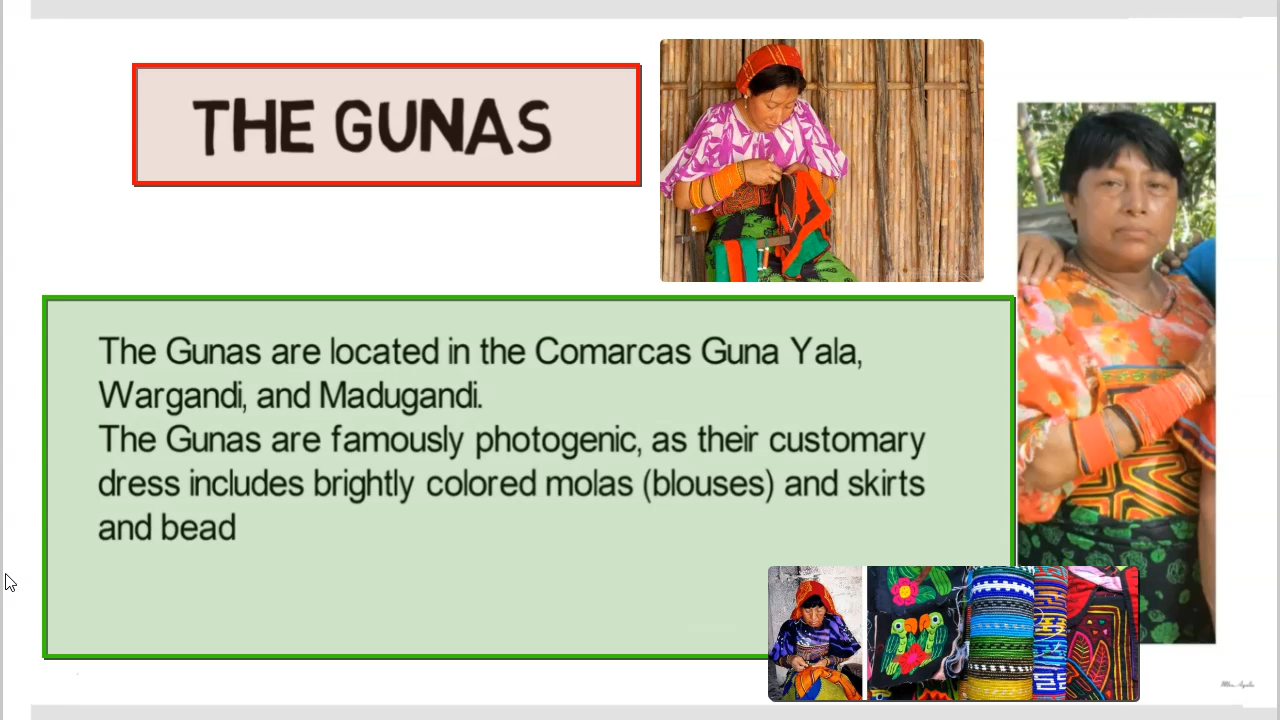 THE GUNAS
The Gunas are located in the Comarcas Guna Yala,
Wargandi, and Madugandi.
The Gunas are famously photogenic, as their customary
dress includes brightly colored molas (blouses) and skirts
and bead